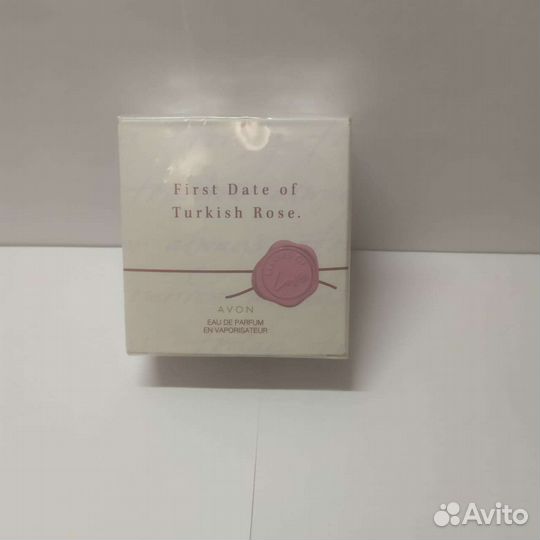 First Date of
Turkish Rose.
AVON
EAU DE PARFUM
EN VAPORISATEUR
Avito